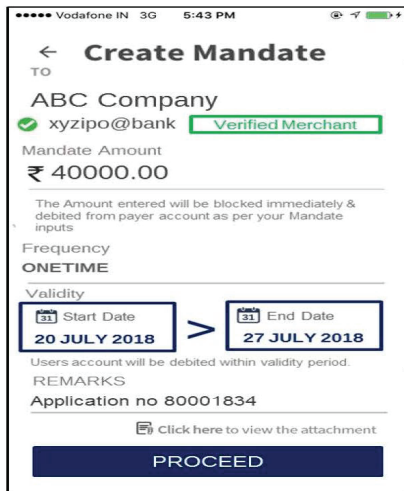 Vodafone IN 3G 5:43 PM
← Create Mandate
TO
ABC Company
xyzipo@bank Verified Merchant
Mandate Amount
₹ 40000.00
The Amount entered will be blocked immediately &
debited from payer account as per your Mandate
inputs
Frequency
ONETIME
Validity
31 Start Date
20 JULY 2018
>
31 End Date
27 JULY 2018
Users account will be debited within validity period.
REMARKS
Application no 80001834
Click here to view the attachment
PROCEED